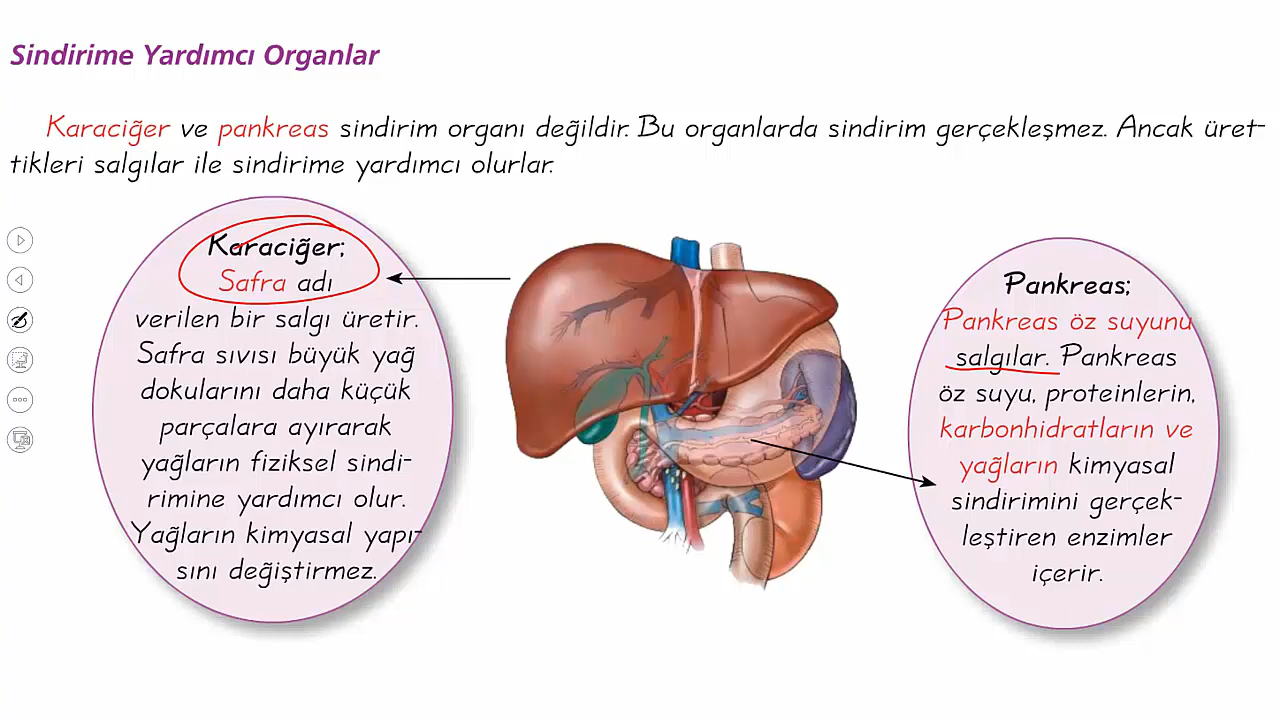 Sindirime Yardımcı Organlar
Karaciğer ve pankreas sindirim organı değildir. Bu organlarda sindirim gerçekleşmez. Ancak üret-
tikleri salgılar ile sindirime yardımcı olurlar.
Karaciğer;
Safra adı
verilen bir salgı üretir.
Safra sıvısı büyük yağ
dokularını daha küçük
parçalara ayırarak
yağların fiziksel sindi-
rimine yardımcı olur.
Yağların kimyasal yapı-
sını değiştirmez.
Pankreas;
Pankreas öz suyunu
salgılar. Pankreas
öz suyu, proteinlerin,
karbonhidratların ve
yağların kimyasal
sindirimini gerçek-
leştiren enzimler
içerir.